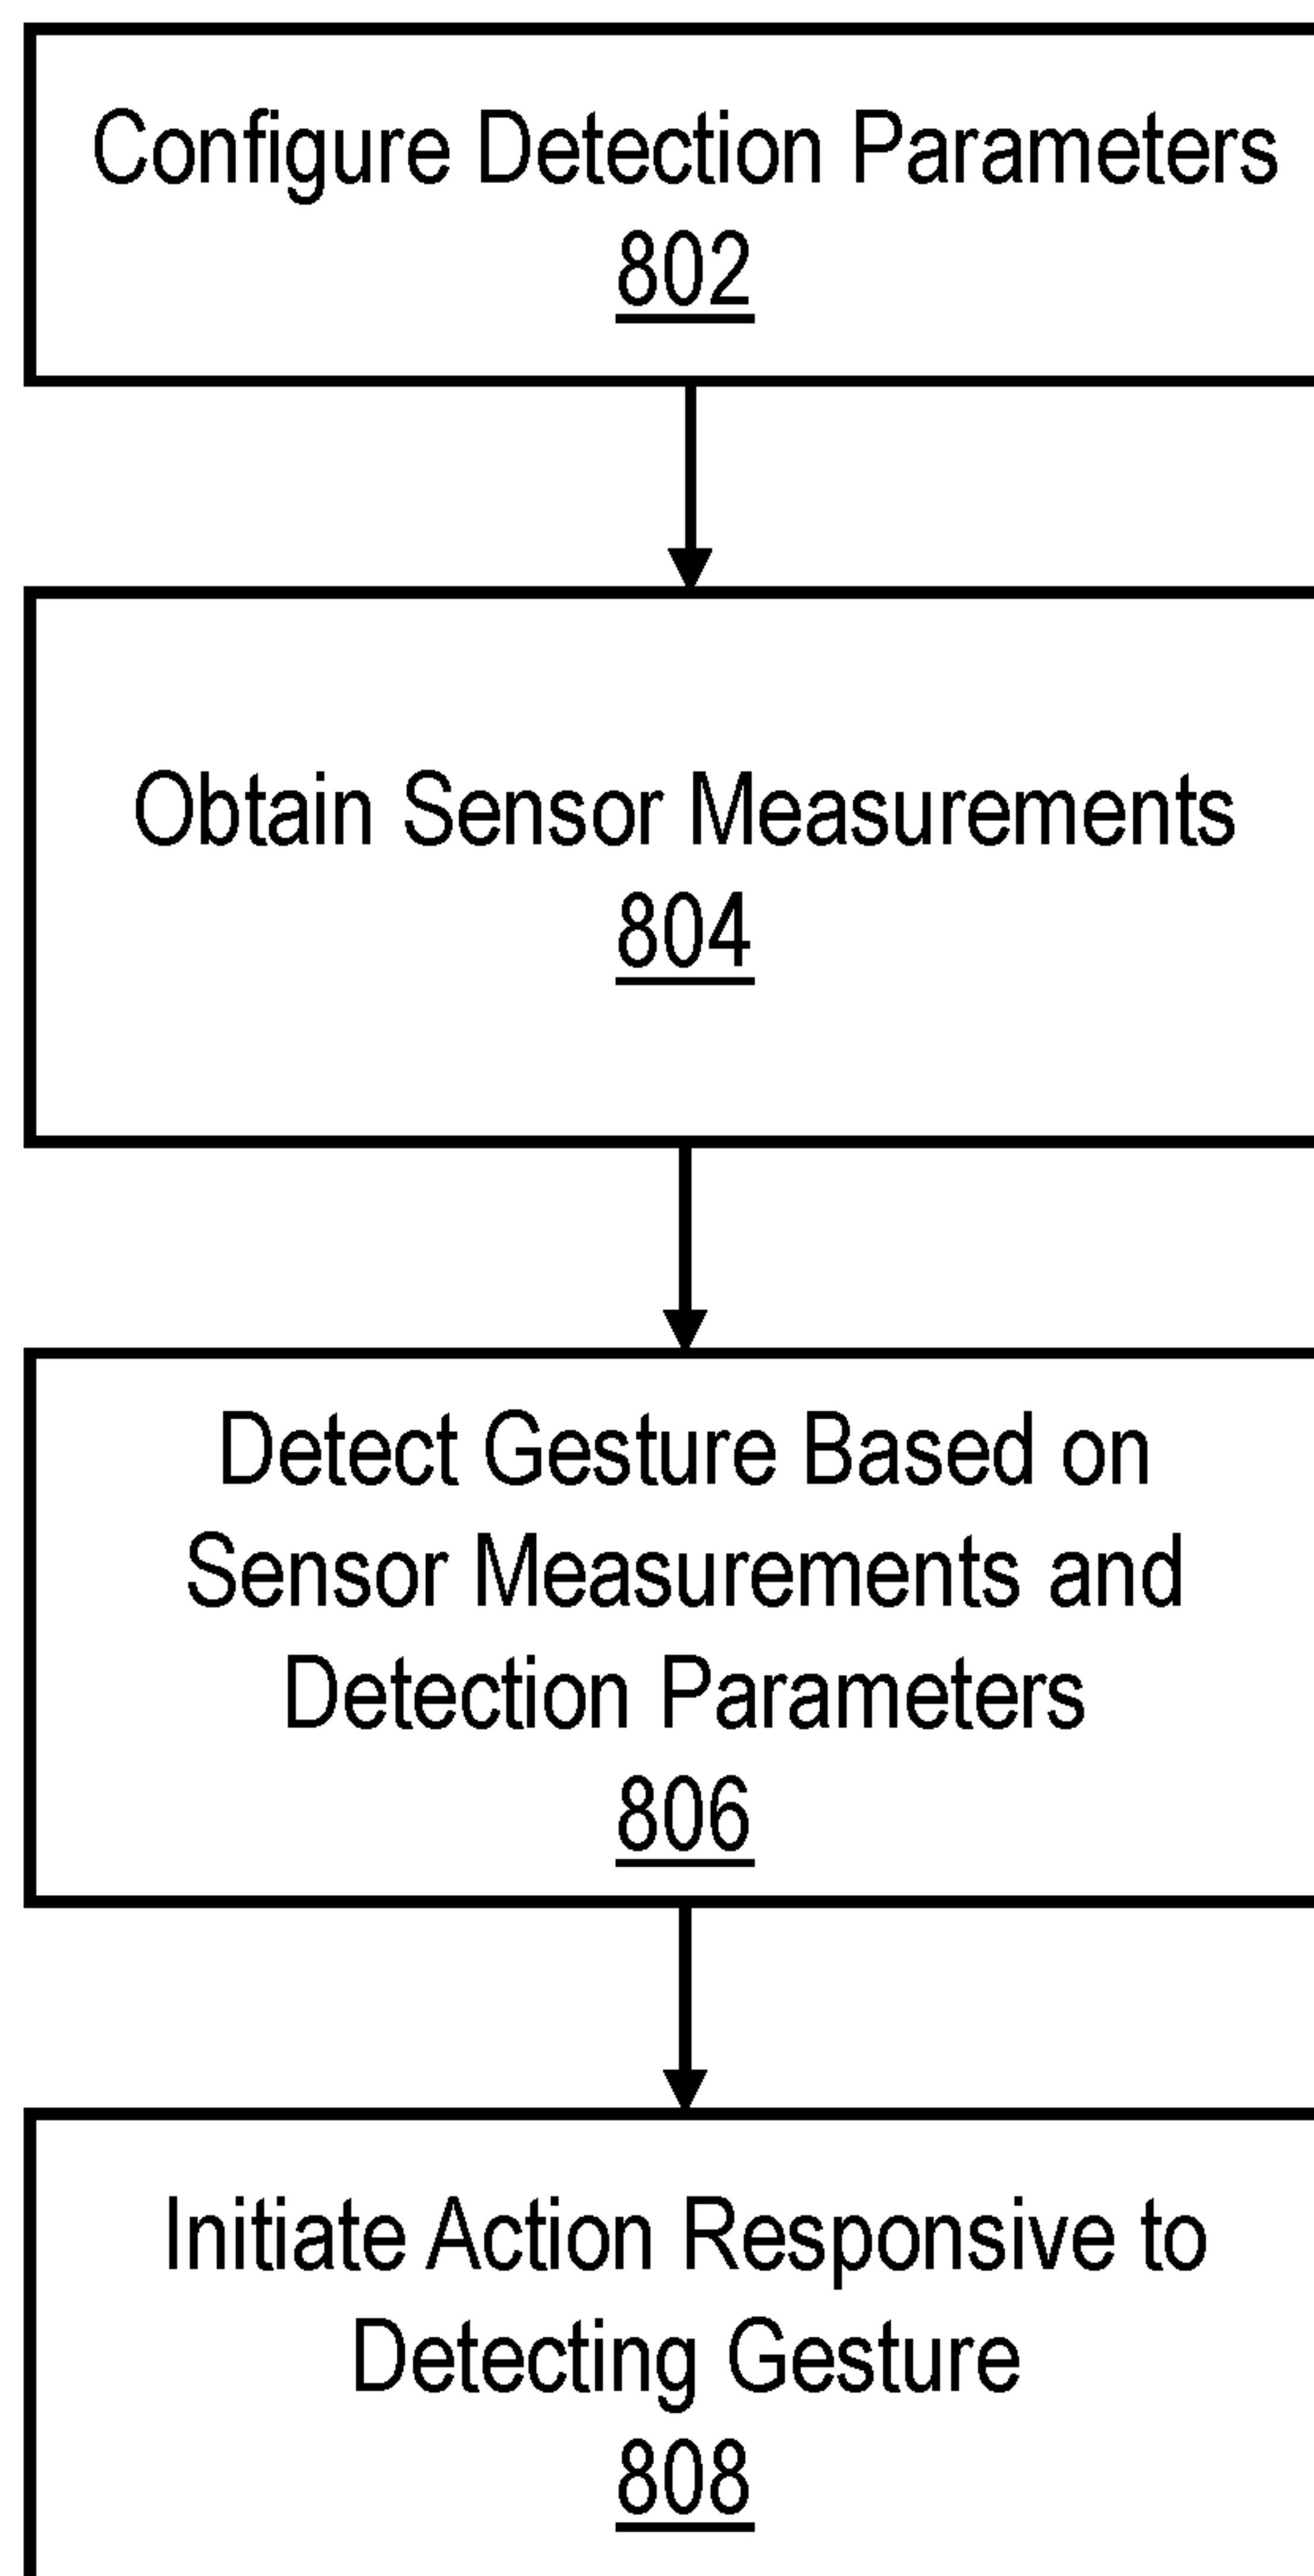 Configure Detection Parameters
802
Obtain Sensor Measurements
804
Detect Gesture Based on
Sensor Measurements and
Detection Parameters
806
Initiate Action Responsive to
Detecting Gesture
808